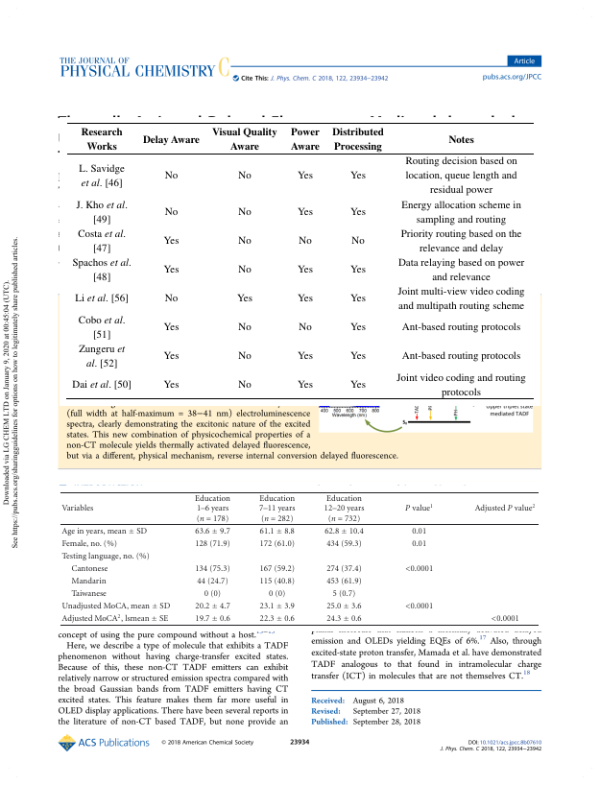 THE JOURNAL OF
PHYSICAL CHEMISTRY C
Article
Cite This: J. Phys. Chem. C 2018, 122, 23934−23942
pubs.acs.org/JPCC
Research Works | Delay Aware | Visual Quality Aware | Power Aware | Distributed Processing | Notes
L. Savidge et al. [46] | No | No | Yes | Yes | Routing decision based on location, queue length and residual power
J. Kho et al. [49] | No | No | Yes | Yes | Energy allocation scheme in sampling and routing
Costa et al. [47] | Yes | No | No | No | Priority routing based on the relevance and delay
Spachos et al. [48] | Yes | No | Yes | Yes | Data relaying based on power and relevance
Li et al. [56] | No | Yes | Yes | Yes | Joint multi-view video coding and multipath routing scheme
Cobo et al. [51] | Yes | No | No | Yes | Ant-based routing protocols
Zungeru et al. [52] | Yes | No | Yes | Yes | Ant-based routing protocols
Dai et al. [50] | Yes | No | Yes | Yes | Joint video coding and routing protocols
(full width at half-maximum = 38−41 nm) electroluminescence
spectra, clearly demonstrating the excitonic nature of the excited
states. This new combination of physicochemical properties of a
non-CT molecule yields thermally activated delayed fluorescence,
but via a different, physical mechanism, reverse internal conversion delayed fluorescence.
400 500 600 700 800
Wavelength (nm)
S₀
mediated TADF
Variables | Education 1–6 years (n = 178) | Education 7–11 years (n = 282) | Education 12–20 years (n = 732) | P value¹ | Adjusted P value²
Age in years, mean ± SD | 63.6 ± 9.7 | 61.1 ± 8.8 | 62.8 ± 10.4 | 0.01
Female, no. (%) | 128 (71.9) | 172 (61.0) | 434 (59.3) | 0.01
Testing language, no. (%)
Cantonese | 134 (75.3) | 167 (59.2) | 274 (37.4) | <0.0001
Mandarin | 44 (24.7) | 115 (40.8) | 453 (61.9)
Taiwanese | 0 (0) | 0 (0) | 5 (0.7)
Unadjusted MoCA, mean ± SD | 20.2 ± 4.7 | 23.1 ± 3.9 | 25.0 ± 3.6 | <0.0001
Adjusted MoCA², lsmean ± SE | 19.7 ± 0.6 | 22.3 ± 0.6 | 24.3 ± 0.6 | <0.0001
concept of using the pure compound without a host.
Here, we describe a type of molecule that exhibits a TADF
phenomenon without having charge-transfer excited states.
Because of this, these non-CT TADF emitters can exhibit
relatively narrow or structured emission spectra compared with
the broad Gaussian bands from TADF emitters having CT
excited states. This feature makes them far more useful in
OLED display applications. There have been several reports in
the literature of non-CT based TADF, but none provide an
emission and OLEDs yielding EQEs of 6%.¹⁷ Also, through
excited-state proton transfer, Mamada et al. have demonstrated
TADF analogous to that found in intramolecular charge
transfer (ICT) in molecules that are not themselves CT.¹⁸
Received: August 6, 2018
Revised: September 27, 2018
Published: September 28, 2018
ACS Publications
© 2018 American Chemical Society
23934
DOI: 10.1021/acs.jpcc.8b07610
J. Phys. Chem. C 2018, 122, 23934−23942
Downloaded via LG CHEM LTD on January 9, 2020 at 00:45:04 (UTC).
See https://pubs.acs.org/sharingguidelines for options on how to legitimately share published articles.